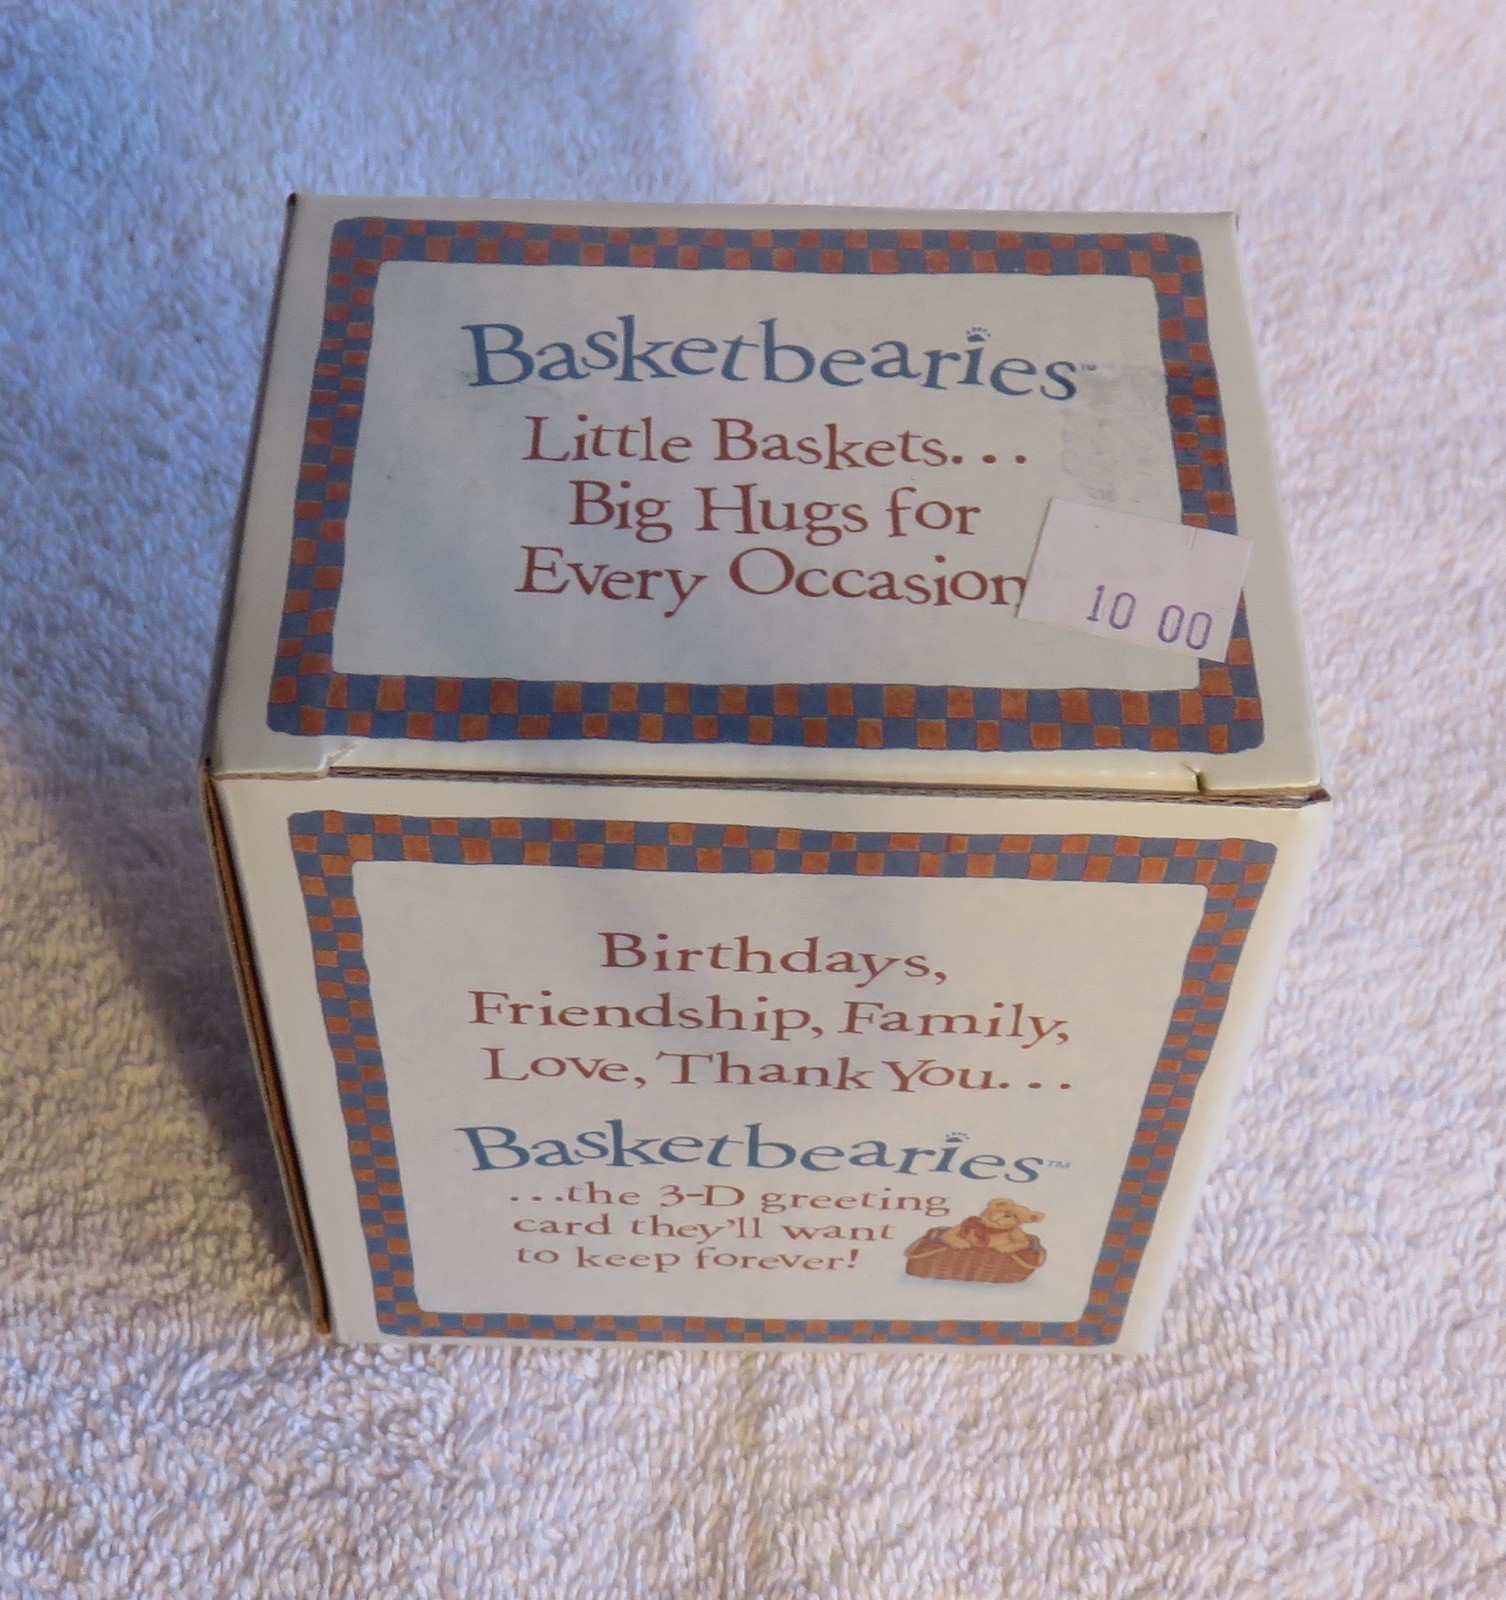 Basketbearies™
Little Baskets...
Big Hugs for
Every Occasion
10 00
Birthdays,
Friendship, Family,
Love, Thank You...
Basketbearies™
...the 3-D greeting
card they'll want
to keep forever!